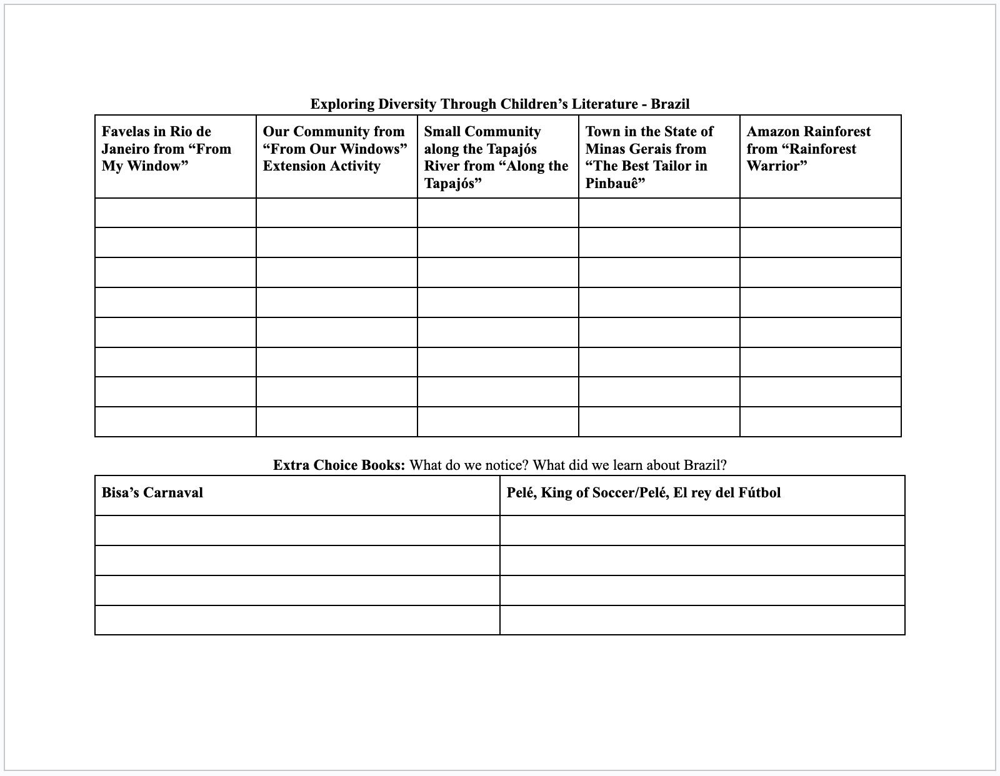 Exploring Diversity Through Children’s Literature - Brazil
Favelas in Rio de
Janeiro from “From
My Window”
Our Community from
“From Our Windows”
Extension Activity
Small Community
along the Tapajós
River from “Along the
Tapajós”
Town in the State of
Minas Gerais from
“The Best Tailor in
Pinbauê”
Amazon Rainforest
from “Rainforest
Warrior”
Extra Choice Books: What do we notice? What did we learn about Brazil?
Bisa’s Carnaval
Pelé, King of Soccer/Pelé, El rey del Fútbol